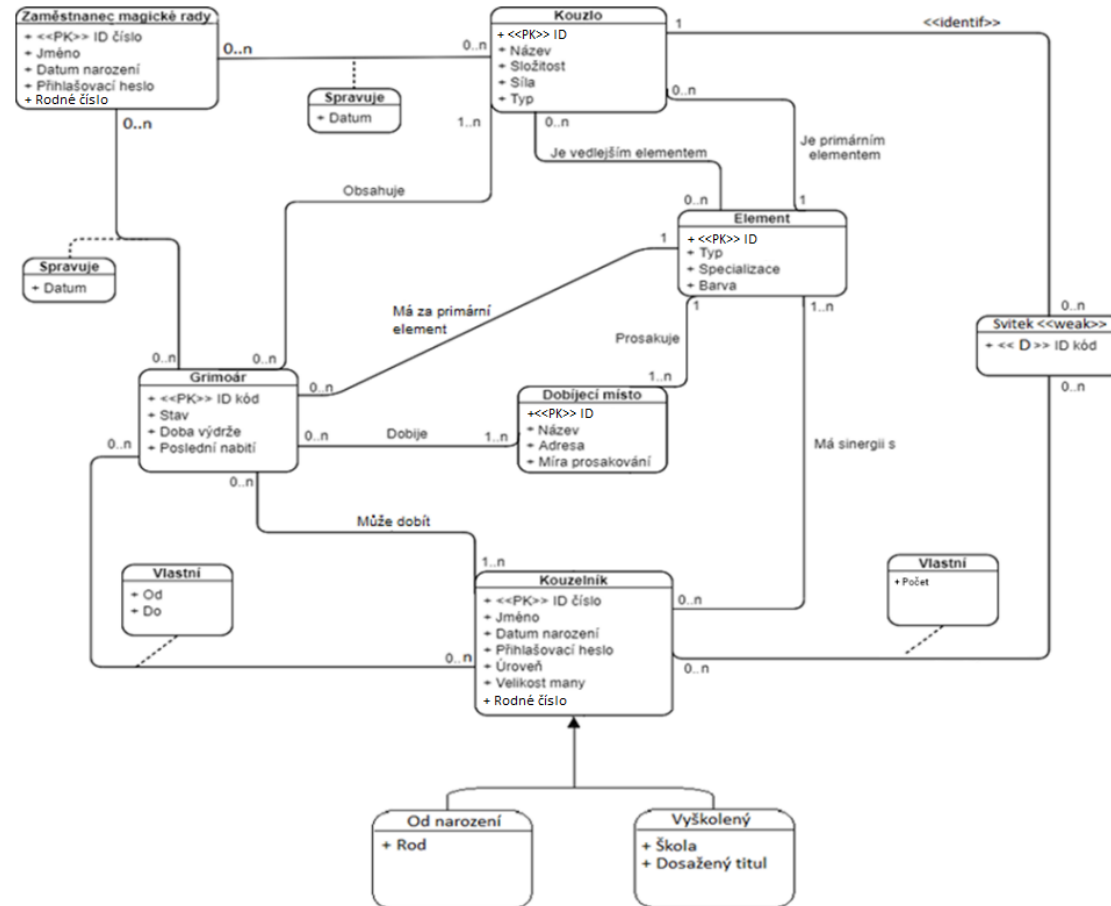 Zaměstnanec magické rady
+ <<PK>> ID číslo
+ Jméno
+ Datum narození
+ Přihlašovací heslo
+ Rodné číslo
0..n
0..n
0..n
Spravuje
+ Datum
Kouzlo
+ <<PK>> ID
+ Název
+ Složitost
+ Síla
+ Typ
1
<<identif>>
0..n
1..n
0..n
Je vedlejším elementem
0..n
Je primárním
elementem
1
Obsahuje
Element
+ <<PK>> ID
+ Typ
+ Specializace
+ Barva
1
1
1..n
Spravuje
+ Datum
Má za primární
element
Prosakuje
0..n
Svitek <<weak>>
+ << D >> ID kód
0..n
0..n
0..n
Grimoár
+ <<PK>> ID kód
+ Stav
+ Doba výdrže
+ Poslední nabití
0..n
1..n
Dobíjecí místo
+<<PK>> ID
+ Název
+ Adresa
+ Míra prosakování
0..n
Dobije
1..n
0..n
Má sinergii s
0..n
Může dobít
1..n
Vlastní
+ Od
+ Do
Kouzelník
+ <<PK>> ID číslo
+ Jméno
+ Datum narození
+ Přihlašovací heslo
+ Úroveň
+ Velikost many
+ Rodné číslo
0..n
0..n
0..n
Vlastní
+ Počet
Od narození
+ Rod
Vyškolený
+ Škola
+ Dosažený titul